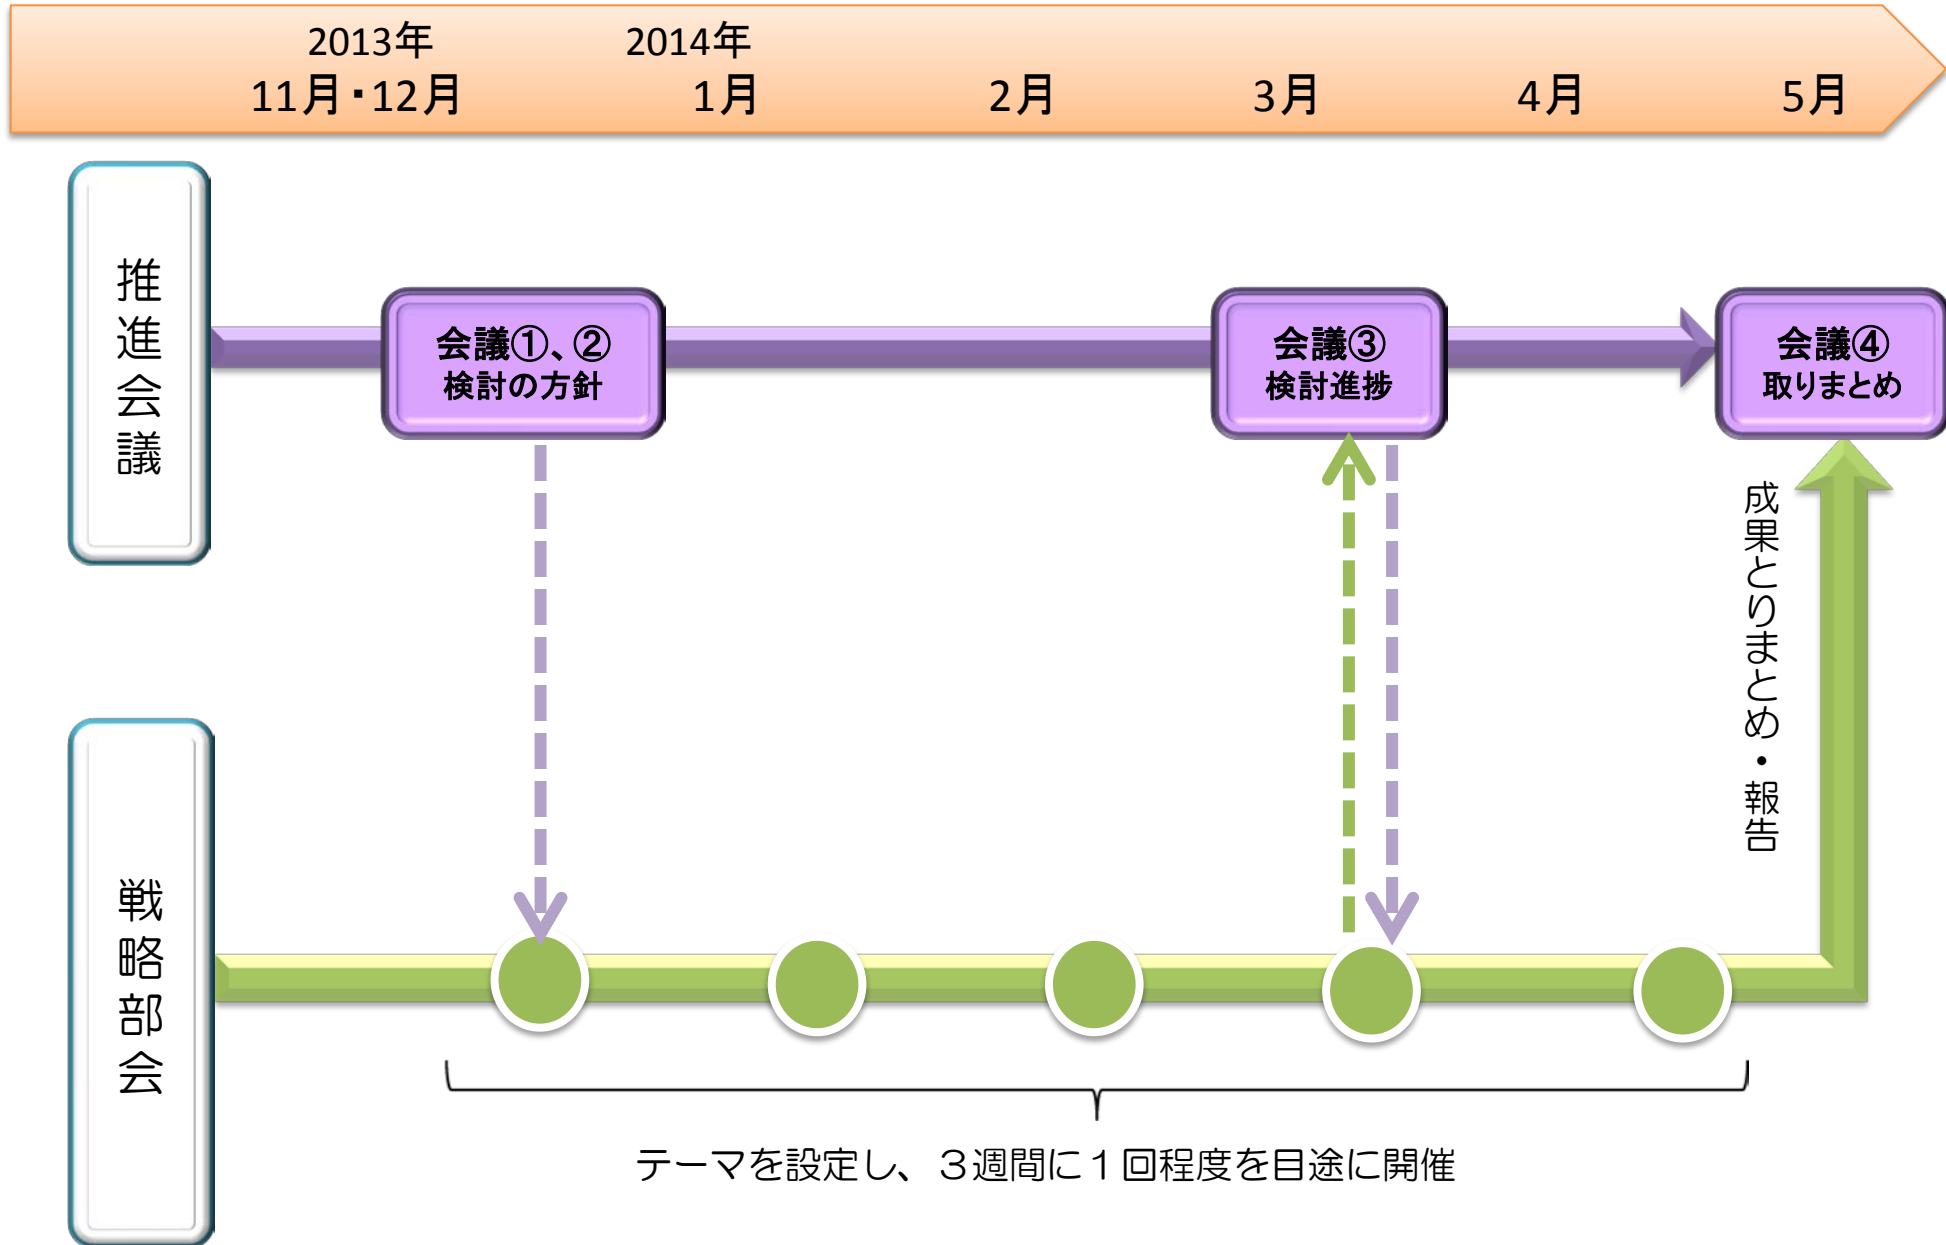 2013年
2014年
11月・12月
1月
2月
3月
4月
5月
推進会議
会議①、②
検討の方針
会議③
検討進捗
会議④
取りまとめ
成果とりまとめ・報告
戦略部会
テーマを設定し、３週間に１回程度を目途に開催